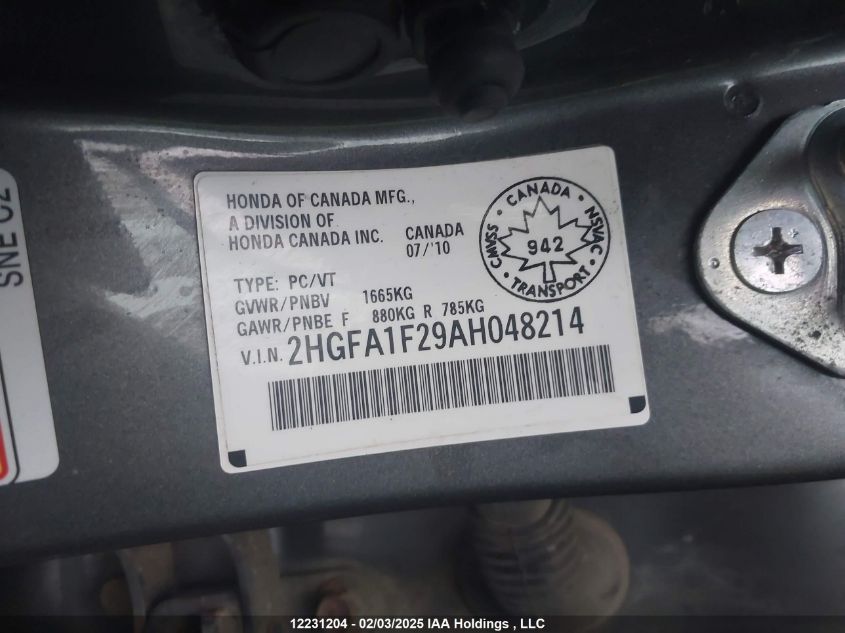 SNE C2
HONDA OF CANADA MFG.,
A DIVISION OF
HONDA CANADA INC.
CANADA
07/'10
TYPE: PC/VT
GVWR/PNBV 1665KG
GAWR/PNBE F 880KG R 785KG
V.I.N. 2HGFA1F29AH048214
CANADA
CMVSS
942
NSVAC
TRANSPORT
12231204 - 02/03/2025 IAA Holdings , LLC